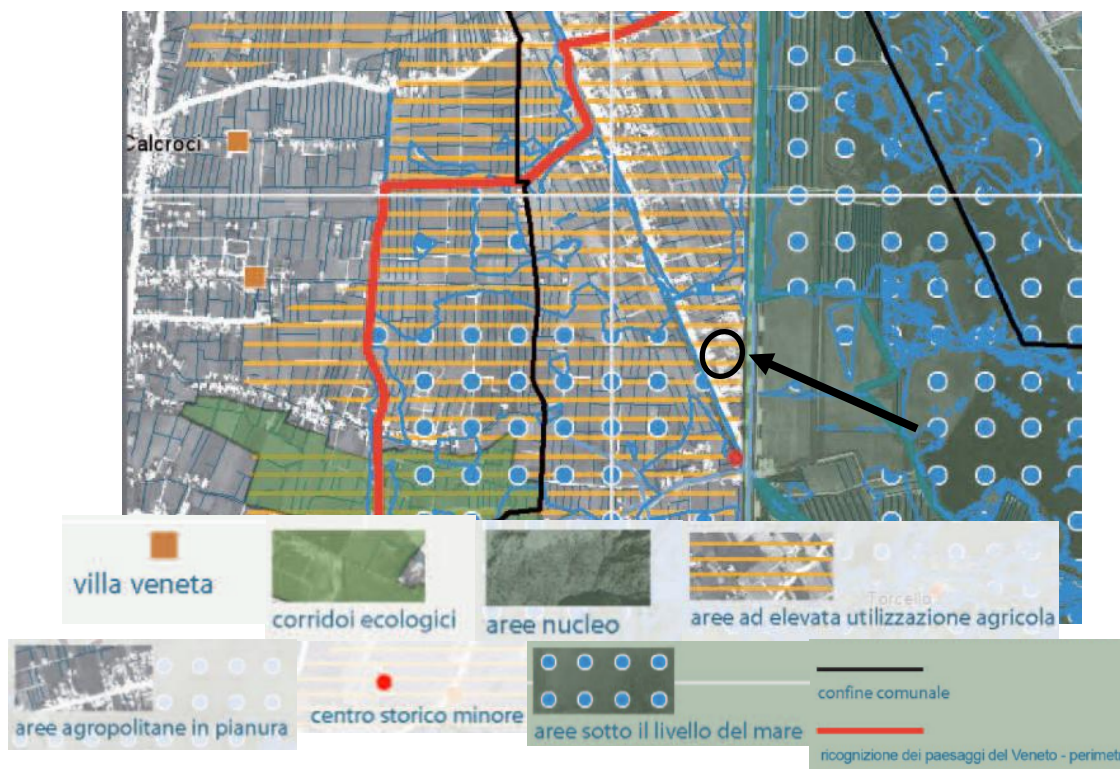 Calcroci
villa veneta
corridoi ecologici
aree nucleo
Torcello
aree ad elevata utilizzazione agricola
aree agropolitane in pianura
centro storico minore
aree sotto il livello del mare
confine comunale
ricognizione dei paesaggi del Veneto - perimetr